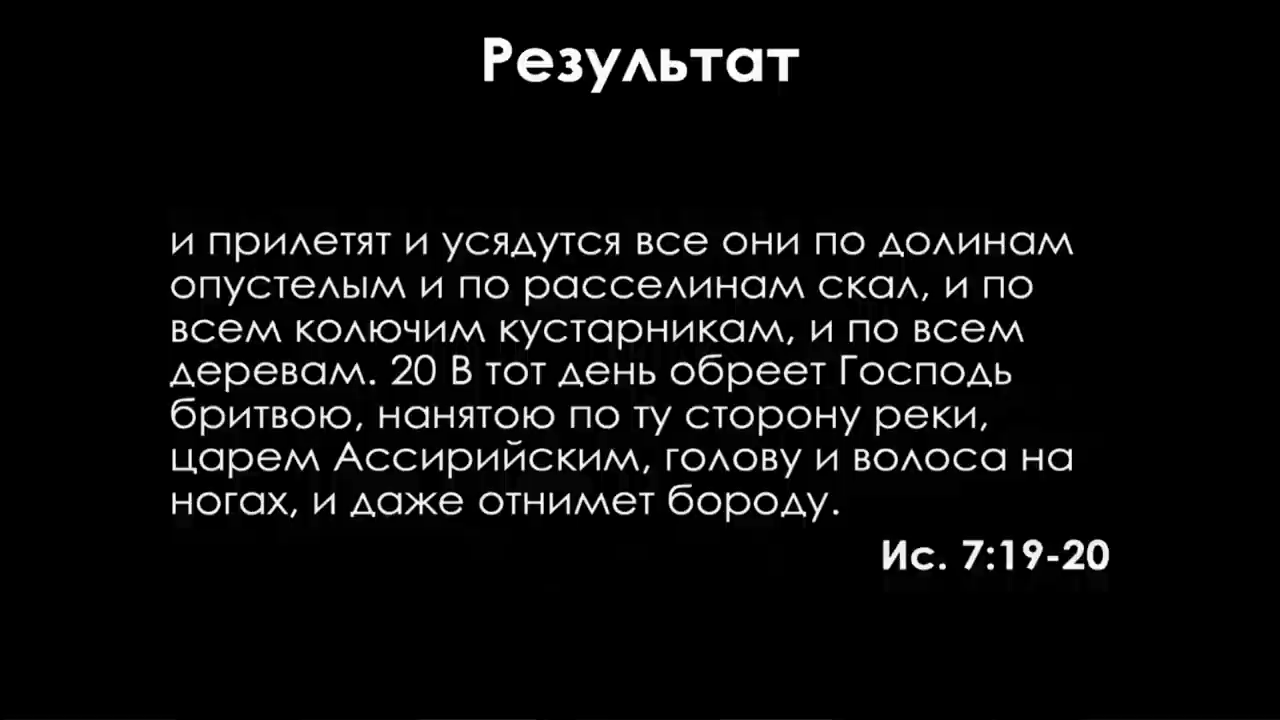 Результат
и прилетят и усядутся все они по долинам
опустелым и по расселинам скал, и по
всем колючим кустарникам, и по всем
деревам. 20 В тот день обреет Господь
бритвою, нанятою по ту сторону реки,
царем Ассирийским, голову и волоса на
ногах, и даже отнимет бороду.
Ис. 7:19-20